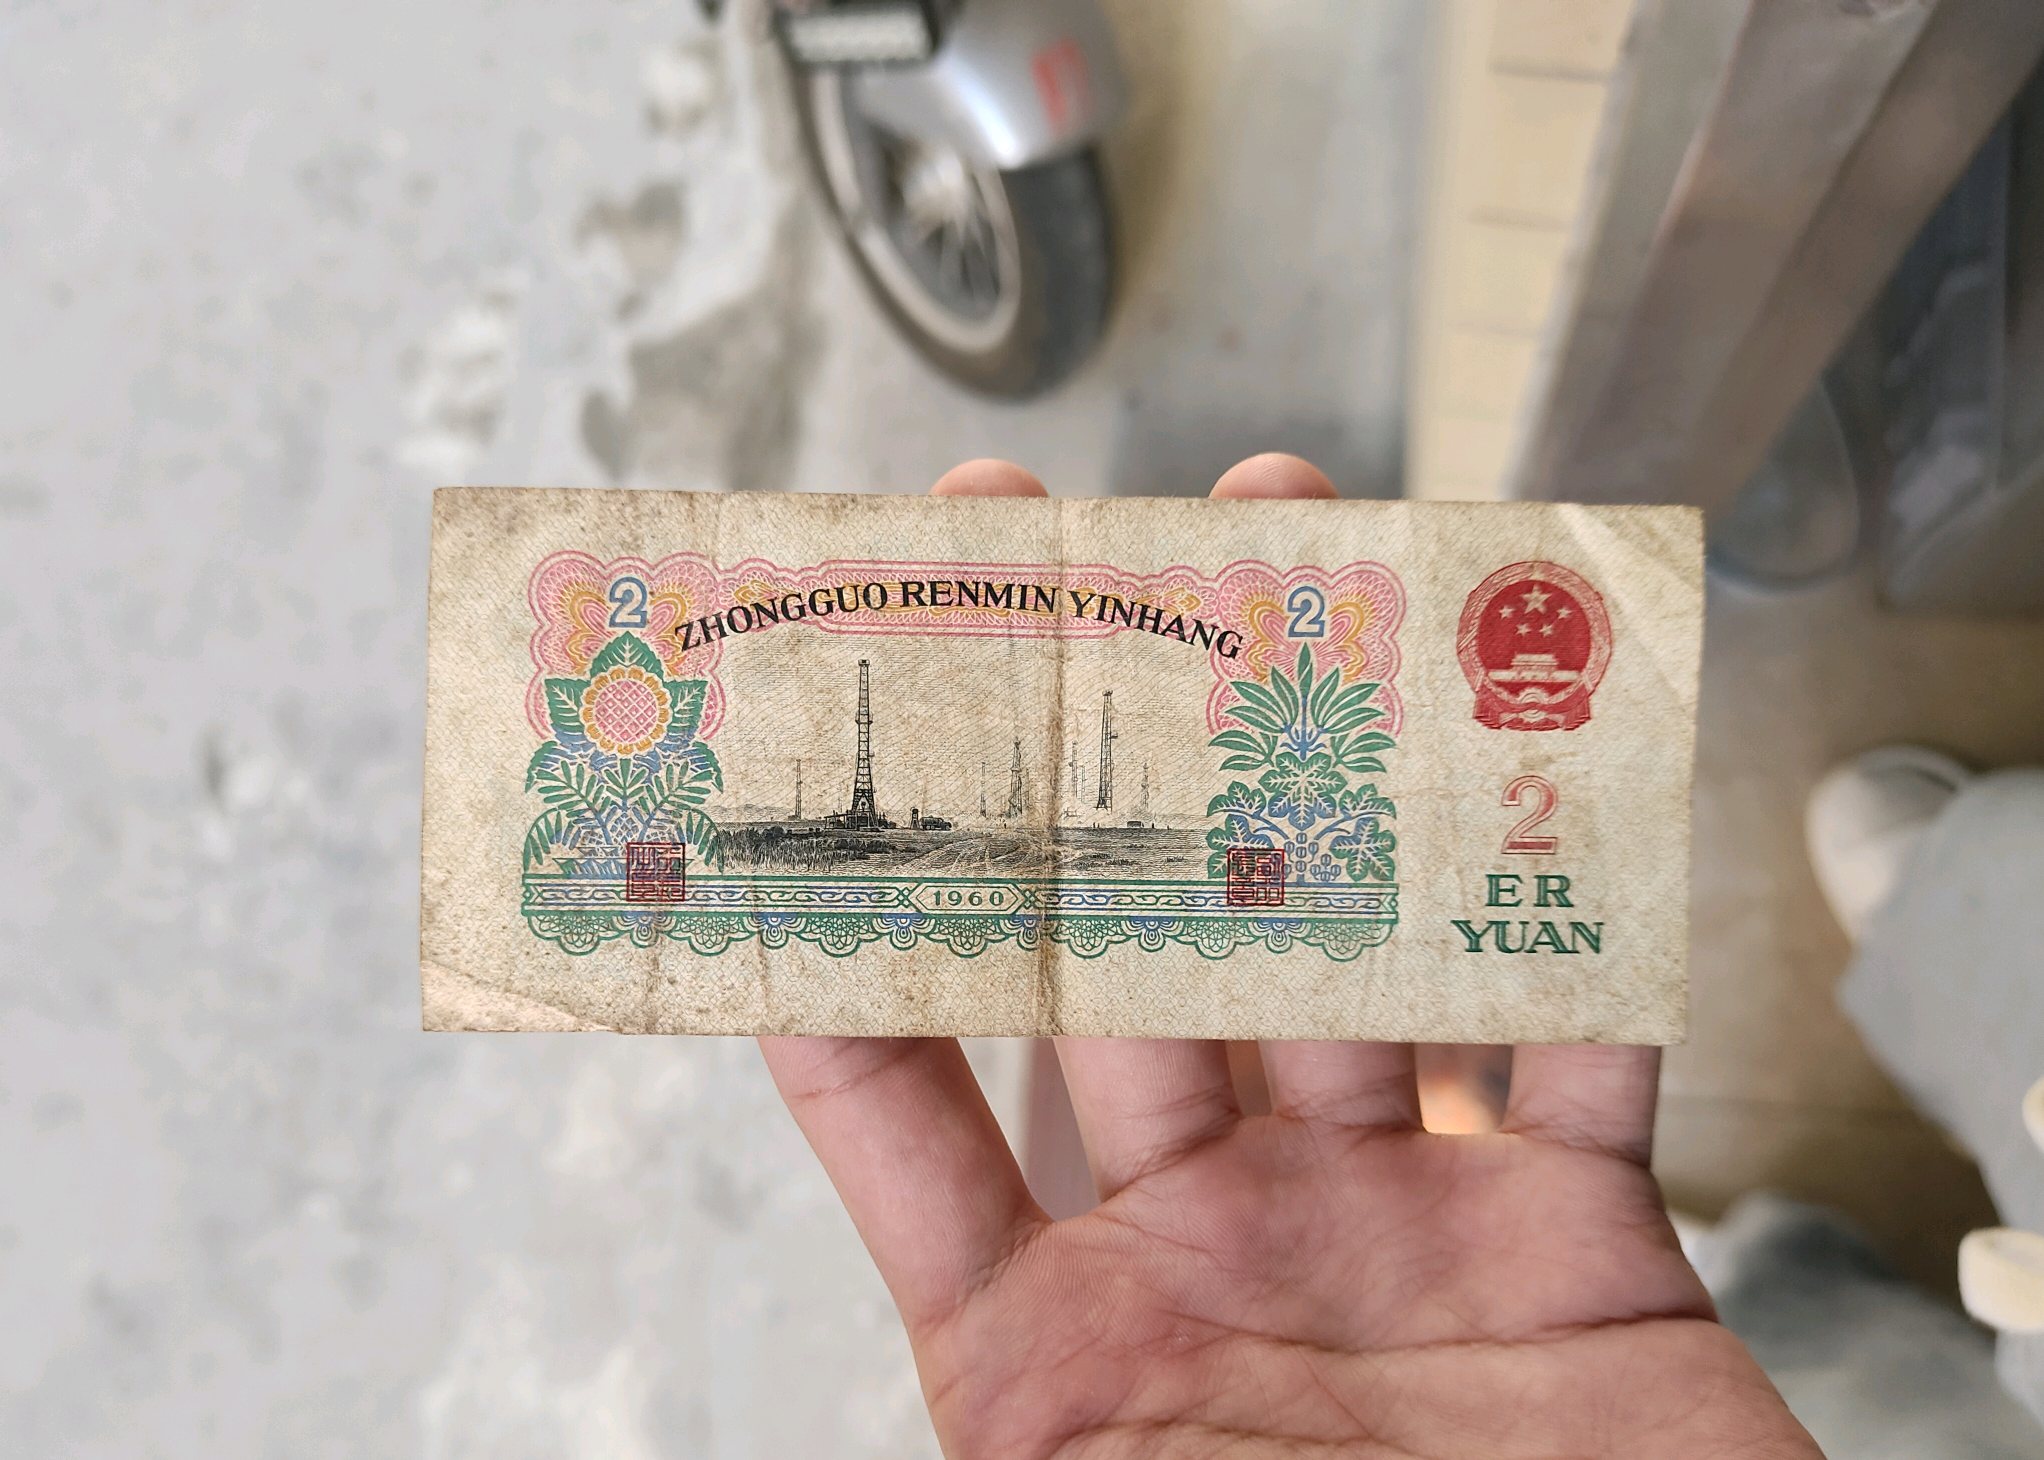 2
2
ZHONGGUO RENMIN YINHANG
1960
2
ER
YUAN